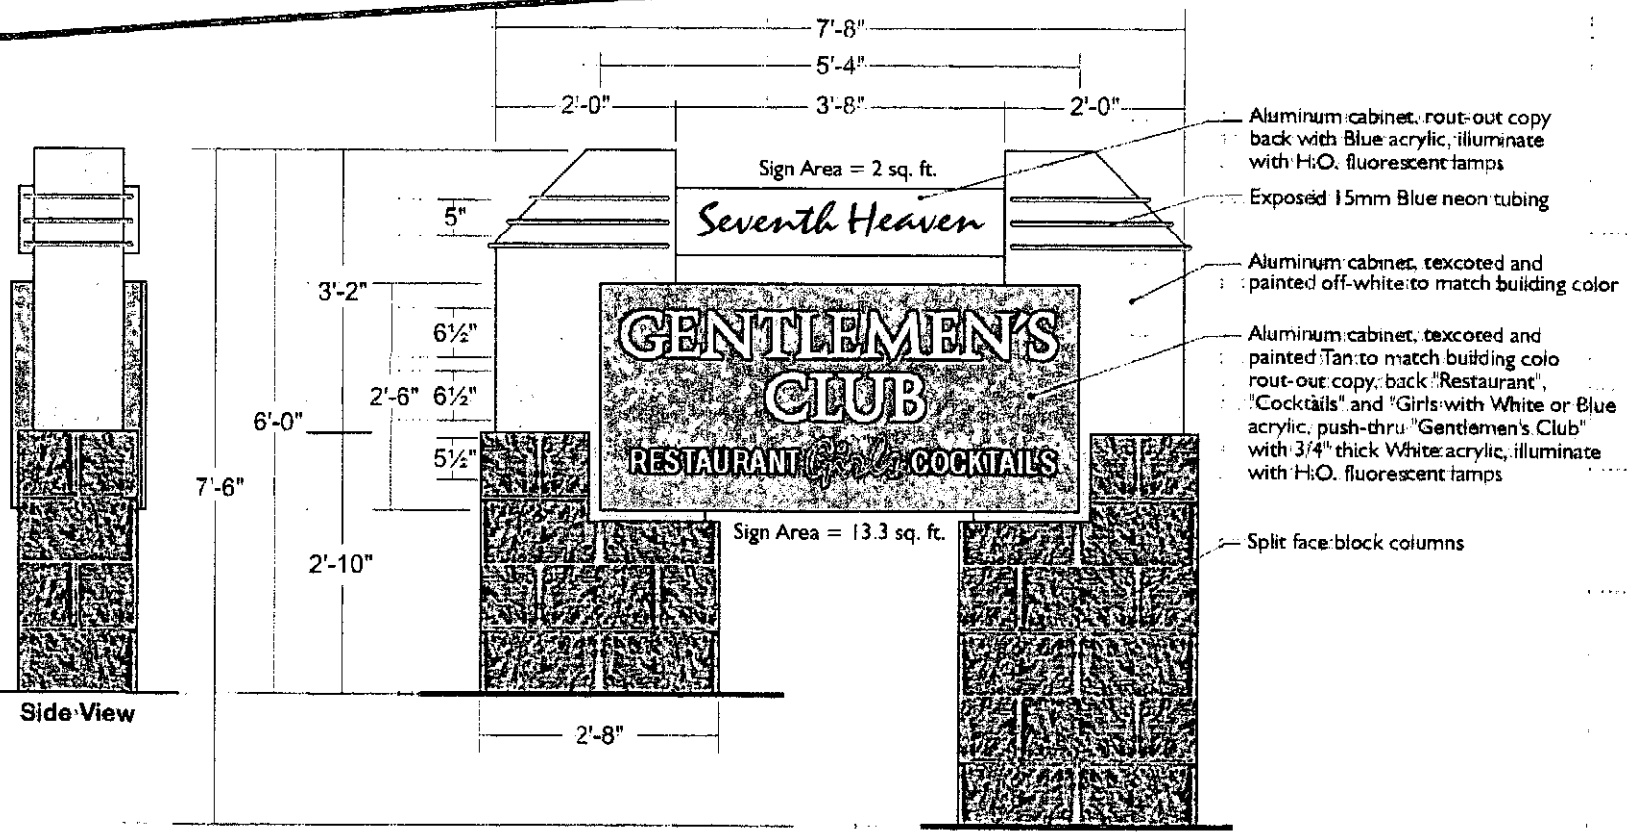 7'-8"
5'-4"
2'-0" 3'-8" 2'-0"
Sign Area = 2 sq. ft.
Seventh Heaven
5"
3'-2"
GENTLEMEN'S
CLUB
RESTAURANT Girls COCKTAILS
6½"
2'-6" 6½"
6'-0"
5½"
7'-6"
Sign Area = 13.3 sq. ft.
2'-10"
2'-8"
Side View
Aluminum cabinet, rout-out copy
back with Blue acrylic, illuminate
with H.O. fluorescent lamps
Exposed 15mm Blue neon tubing
Aluminum cabinet, texcoted and
painted off-white to match building color
Aluminum cabinet, texcoted and
painted Tan to match building colo
rout-out copy, back "Restaurant",
"Cocktails" and "Girls with White or Blue
acrylic, push-thru "Gentlemen's Club"
with 3/4" thick White acrylic, illuminate
with H.O. fluorescent lamps
Split face block columns